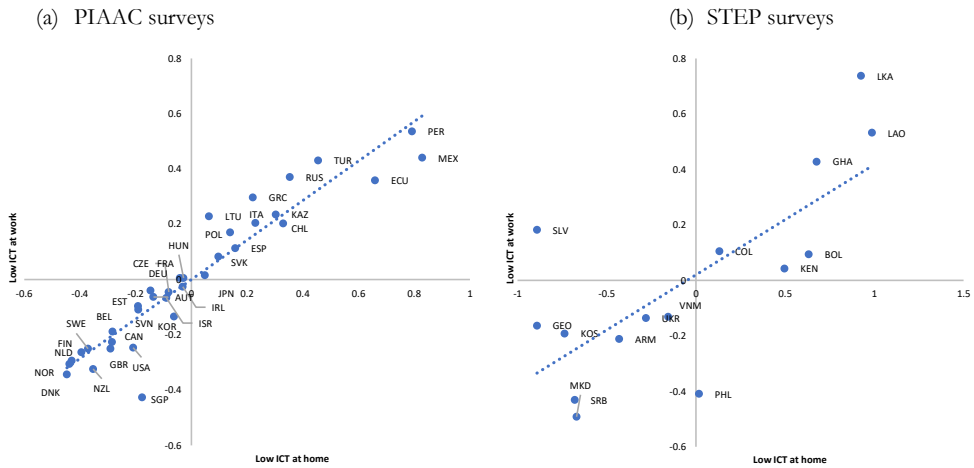 (a) PIAAC surveys
(b) STEP surveys
0.8
0.6
0.4
0.2
0
-0.2
-0.4
-0.6
-0.6
-0.4
-0.2
0.2
0.4
0.6
0.8
1
Low ICT at work
Low ICT at home
PER
MEX
TUR
RUS
ECU
GRC
LTU
ITA
KAZ
CHL
POL
HUN
ESP
SVK
CZE
FRA
DEU
JPN
AUT
EST
IRL
BEL
SVN
KOR
ISR
SWE
CAN
FIN
NLD
GBR
USA
NOR
NZL
DNK
SGP
0.8
0.6
0.4
0.2
0
-0.2
-0.4
-0.6
-1
-0.5
0.5
1
1.5
Low ICT at work
Low ICT at home
LKA
LAO
GHA
SLV
COL
BOL
KEN
VNM
UKR
GEO
KOS
ARM
MKD
SRB
PHL